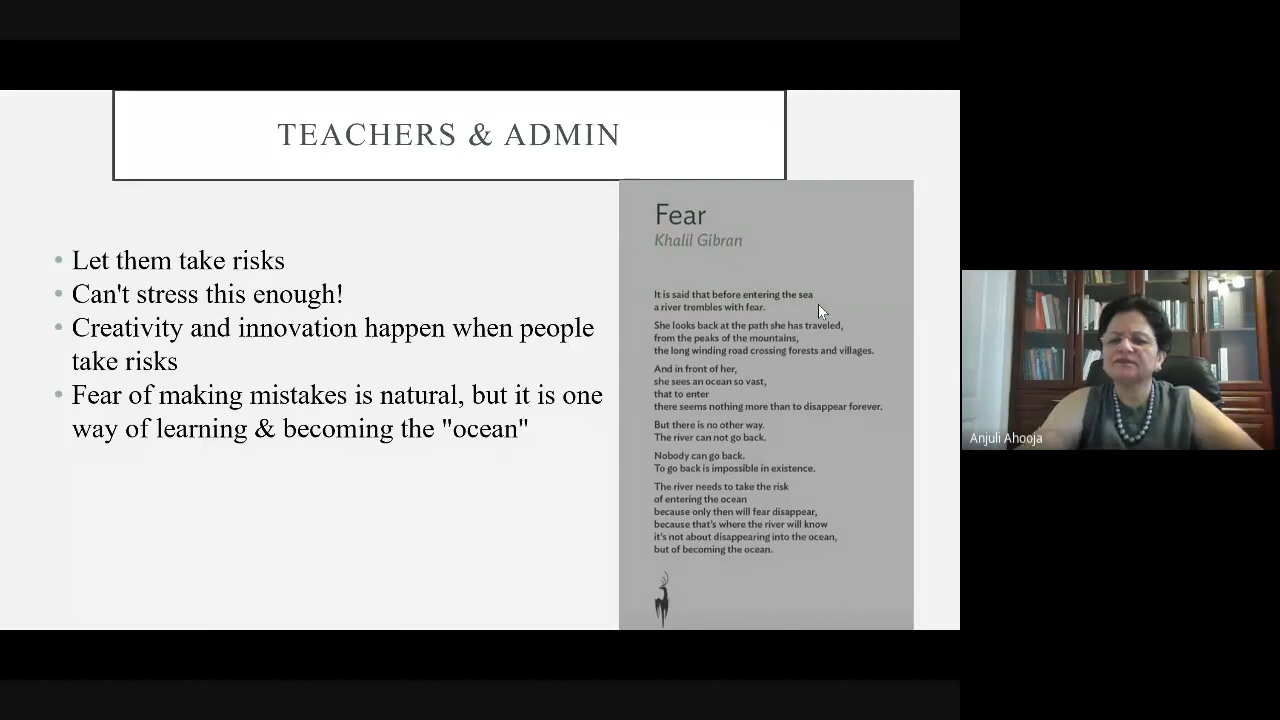 TEACHERS & ADMIN
Let them take risks
Can't stress this enough!
Creativity and innovation happen when people
take risks
Fear of making mistakes is natural, but it is one
way of learning & becoming the "ocean"
Fear
Khalil Gibran
It is said that before entering the sea
a river trembles with fear.
She looks back at the path she has traveled,
from the peaks of the mountains,
the long winding road crossing forests and villages.
And in front of her,
she sees an ocean so vast,
that to enter
there seems nothing more than to disappear forever.
But there is no other way.
The river can not go back.
Nobody can go back.
To go back is impossible in existence.
The river needs to take the risk
of entering the ocean
because only then will fear disappear,
because that's where the river will know
it's not about disappearing into the ocean,
but of becoming the ocean.
Anjuli Ahooja